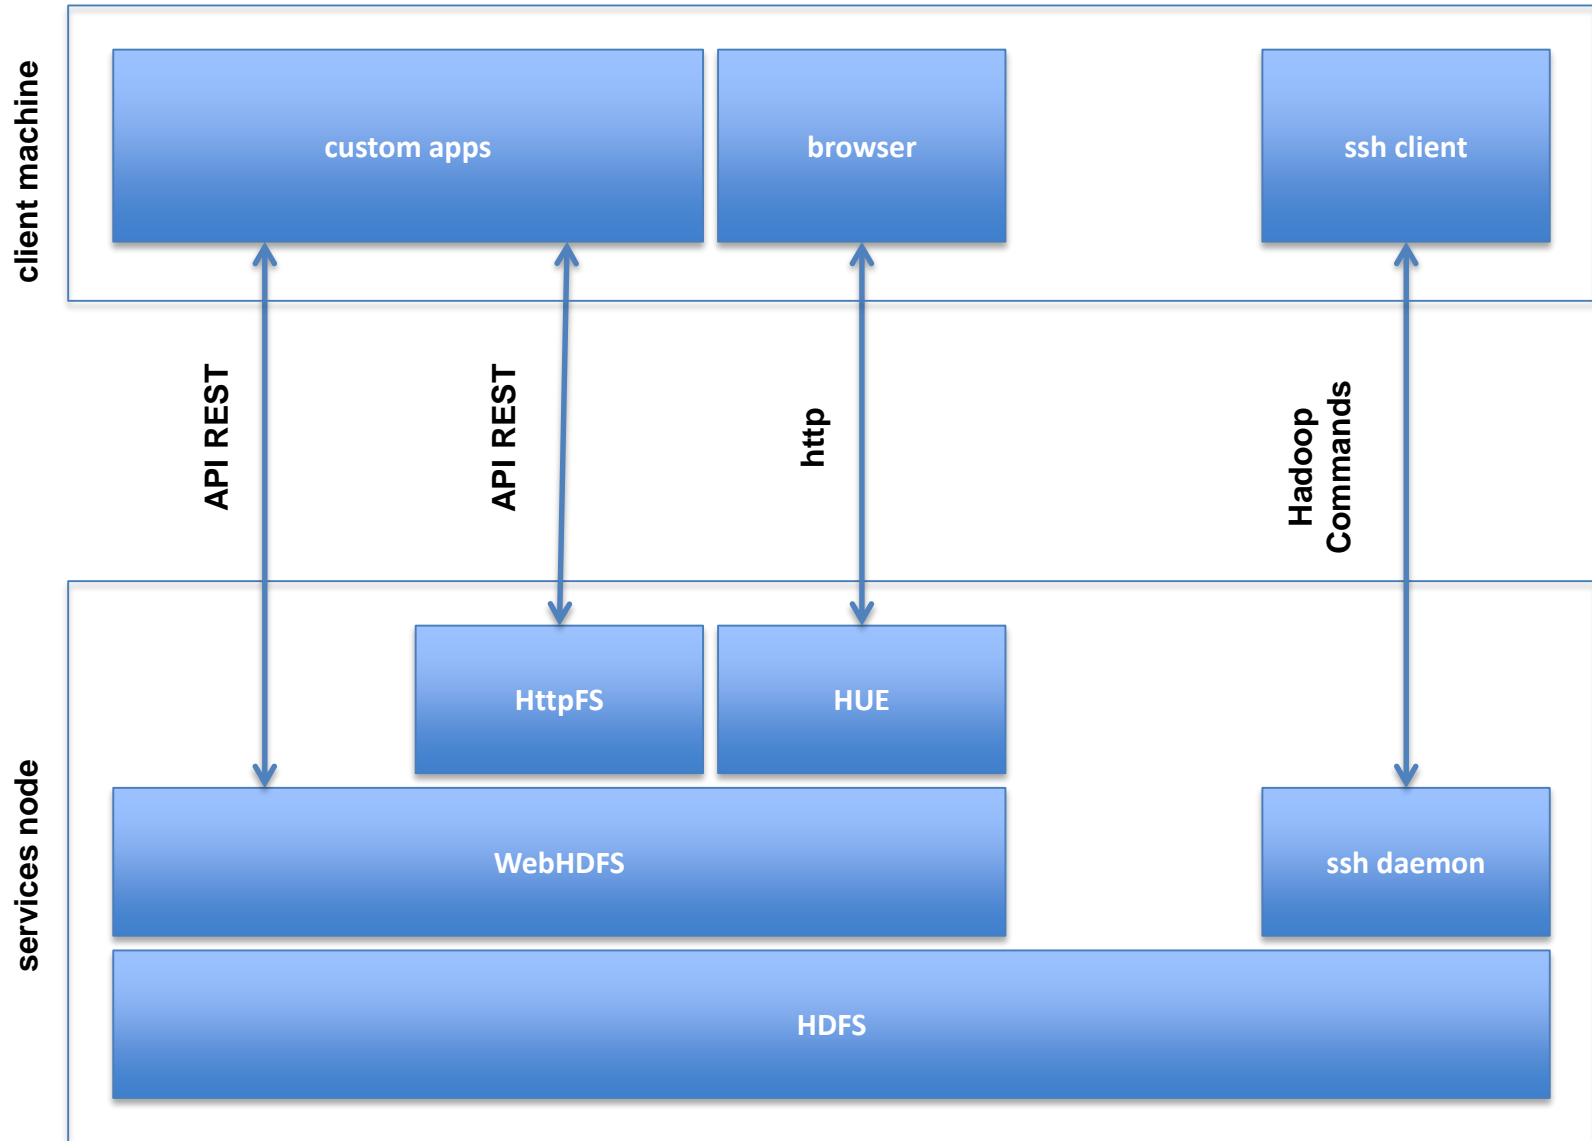 client machine
custom apps
browser
ssh client
API REST
API REST
http
Hadoop
Commands
services node
HttpFS
HUE
WebHDFS
ssh daemon
HDFS